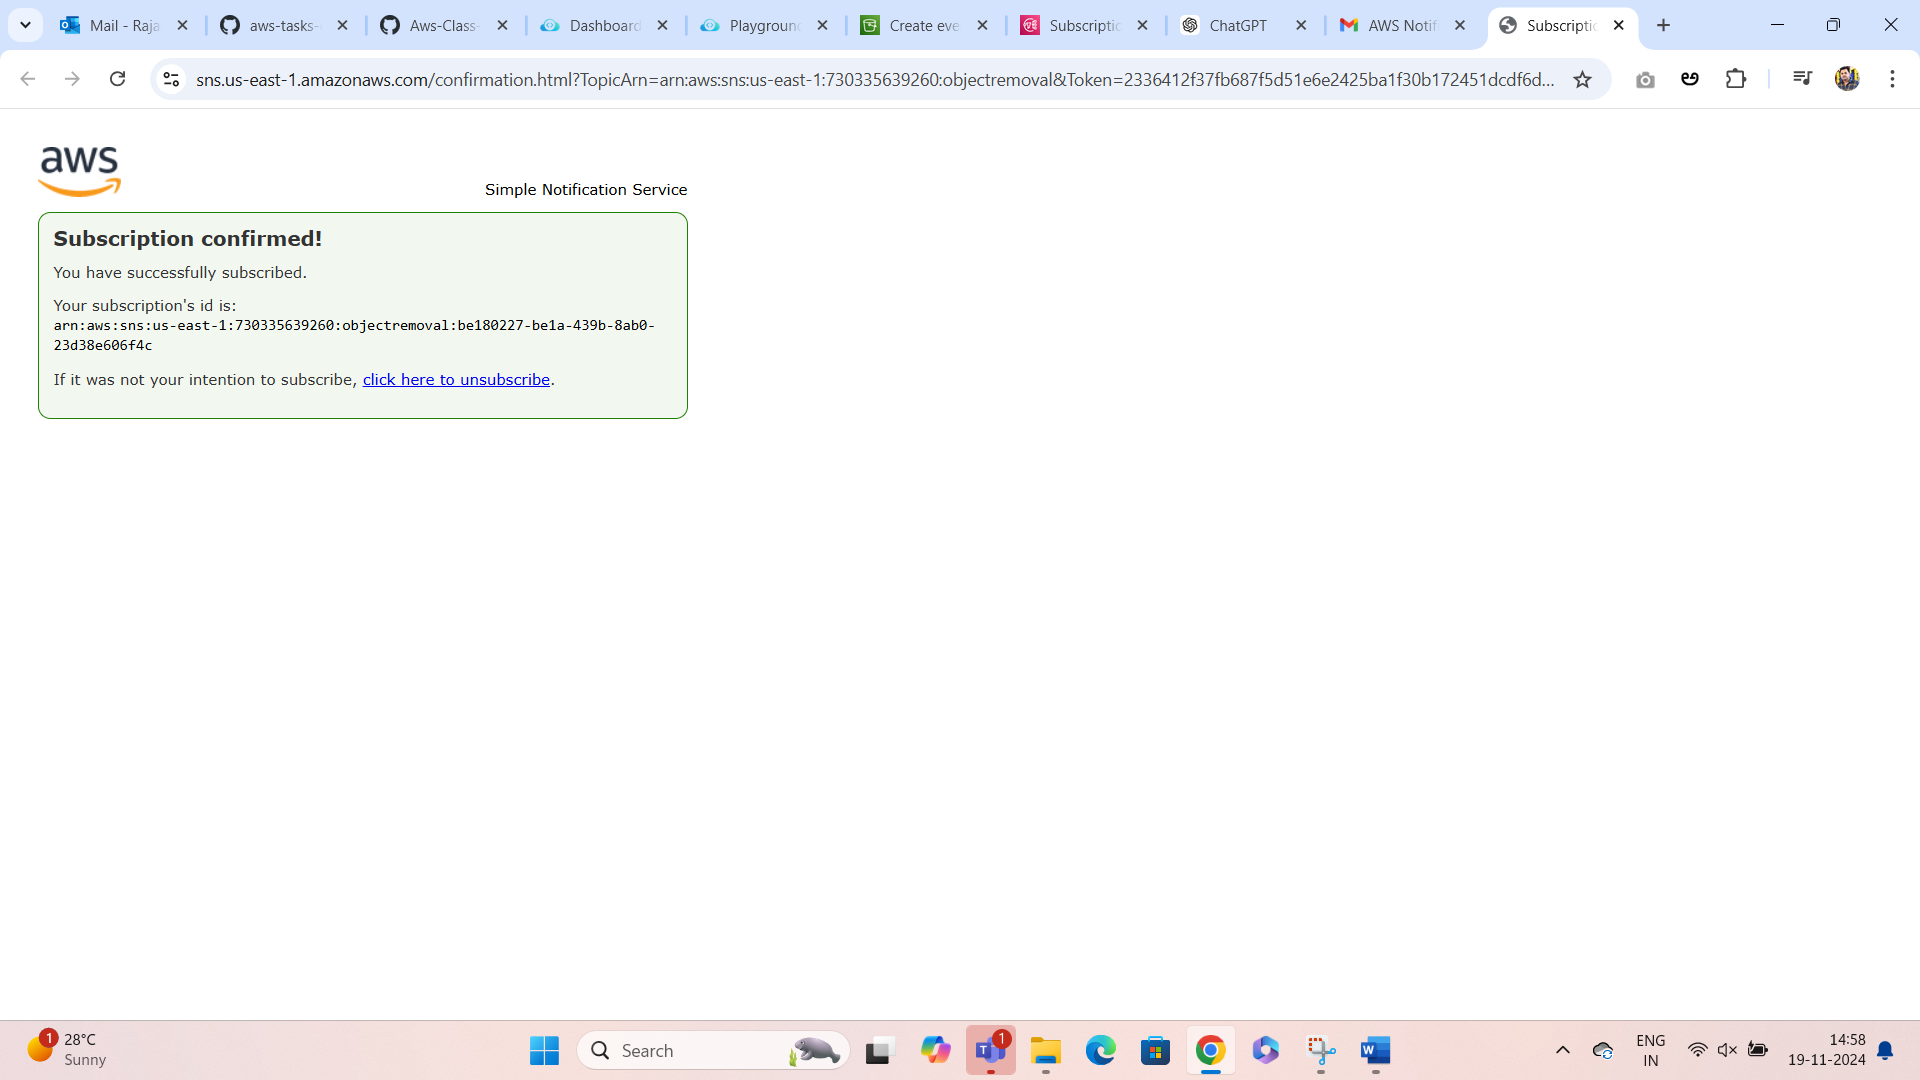 Mail - Raja
aws-tasks-
Aws-Class-
Dashboard
Playground
Create eve
Subscriptio
ChatGPT
AWS Notifi
Subscriptio
sns.us-east-1.amazonaws.com/confirmation.html?TopicArn=arn:aws:sns:us-east-1:730335639260:objectremoval&Token=2336412f37fb687f5d51e6e2425ba1f30b172451dcdf6d...
aws
Simple Notification Service
Subscription confirmed!
You have successfully subscribed.
Your subscription's id is:
arn:aws:sns:us-east-1:730335639260:objectremoval:be180227-be1a-439b-8ab0-
23d38e606f4c
If it was not your intention to subscribe, click here to unsubscribe.
1
28°C
Sunny
Search
1
ENG
IN
14:58
19-11-2024